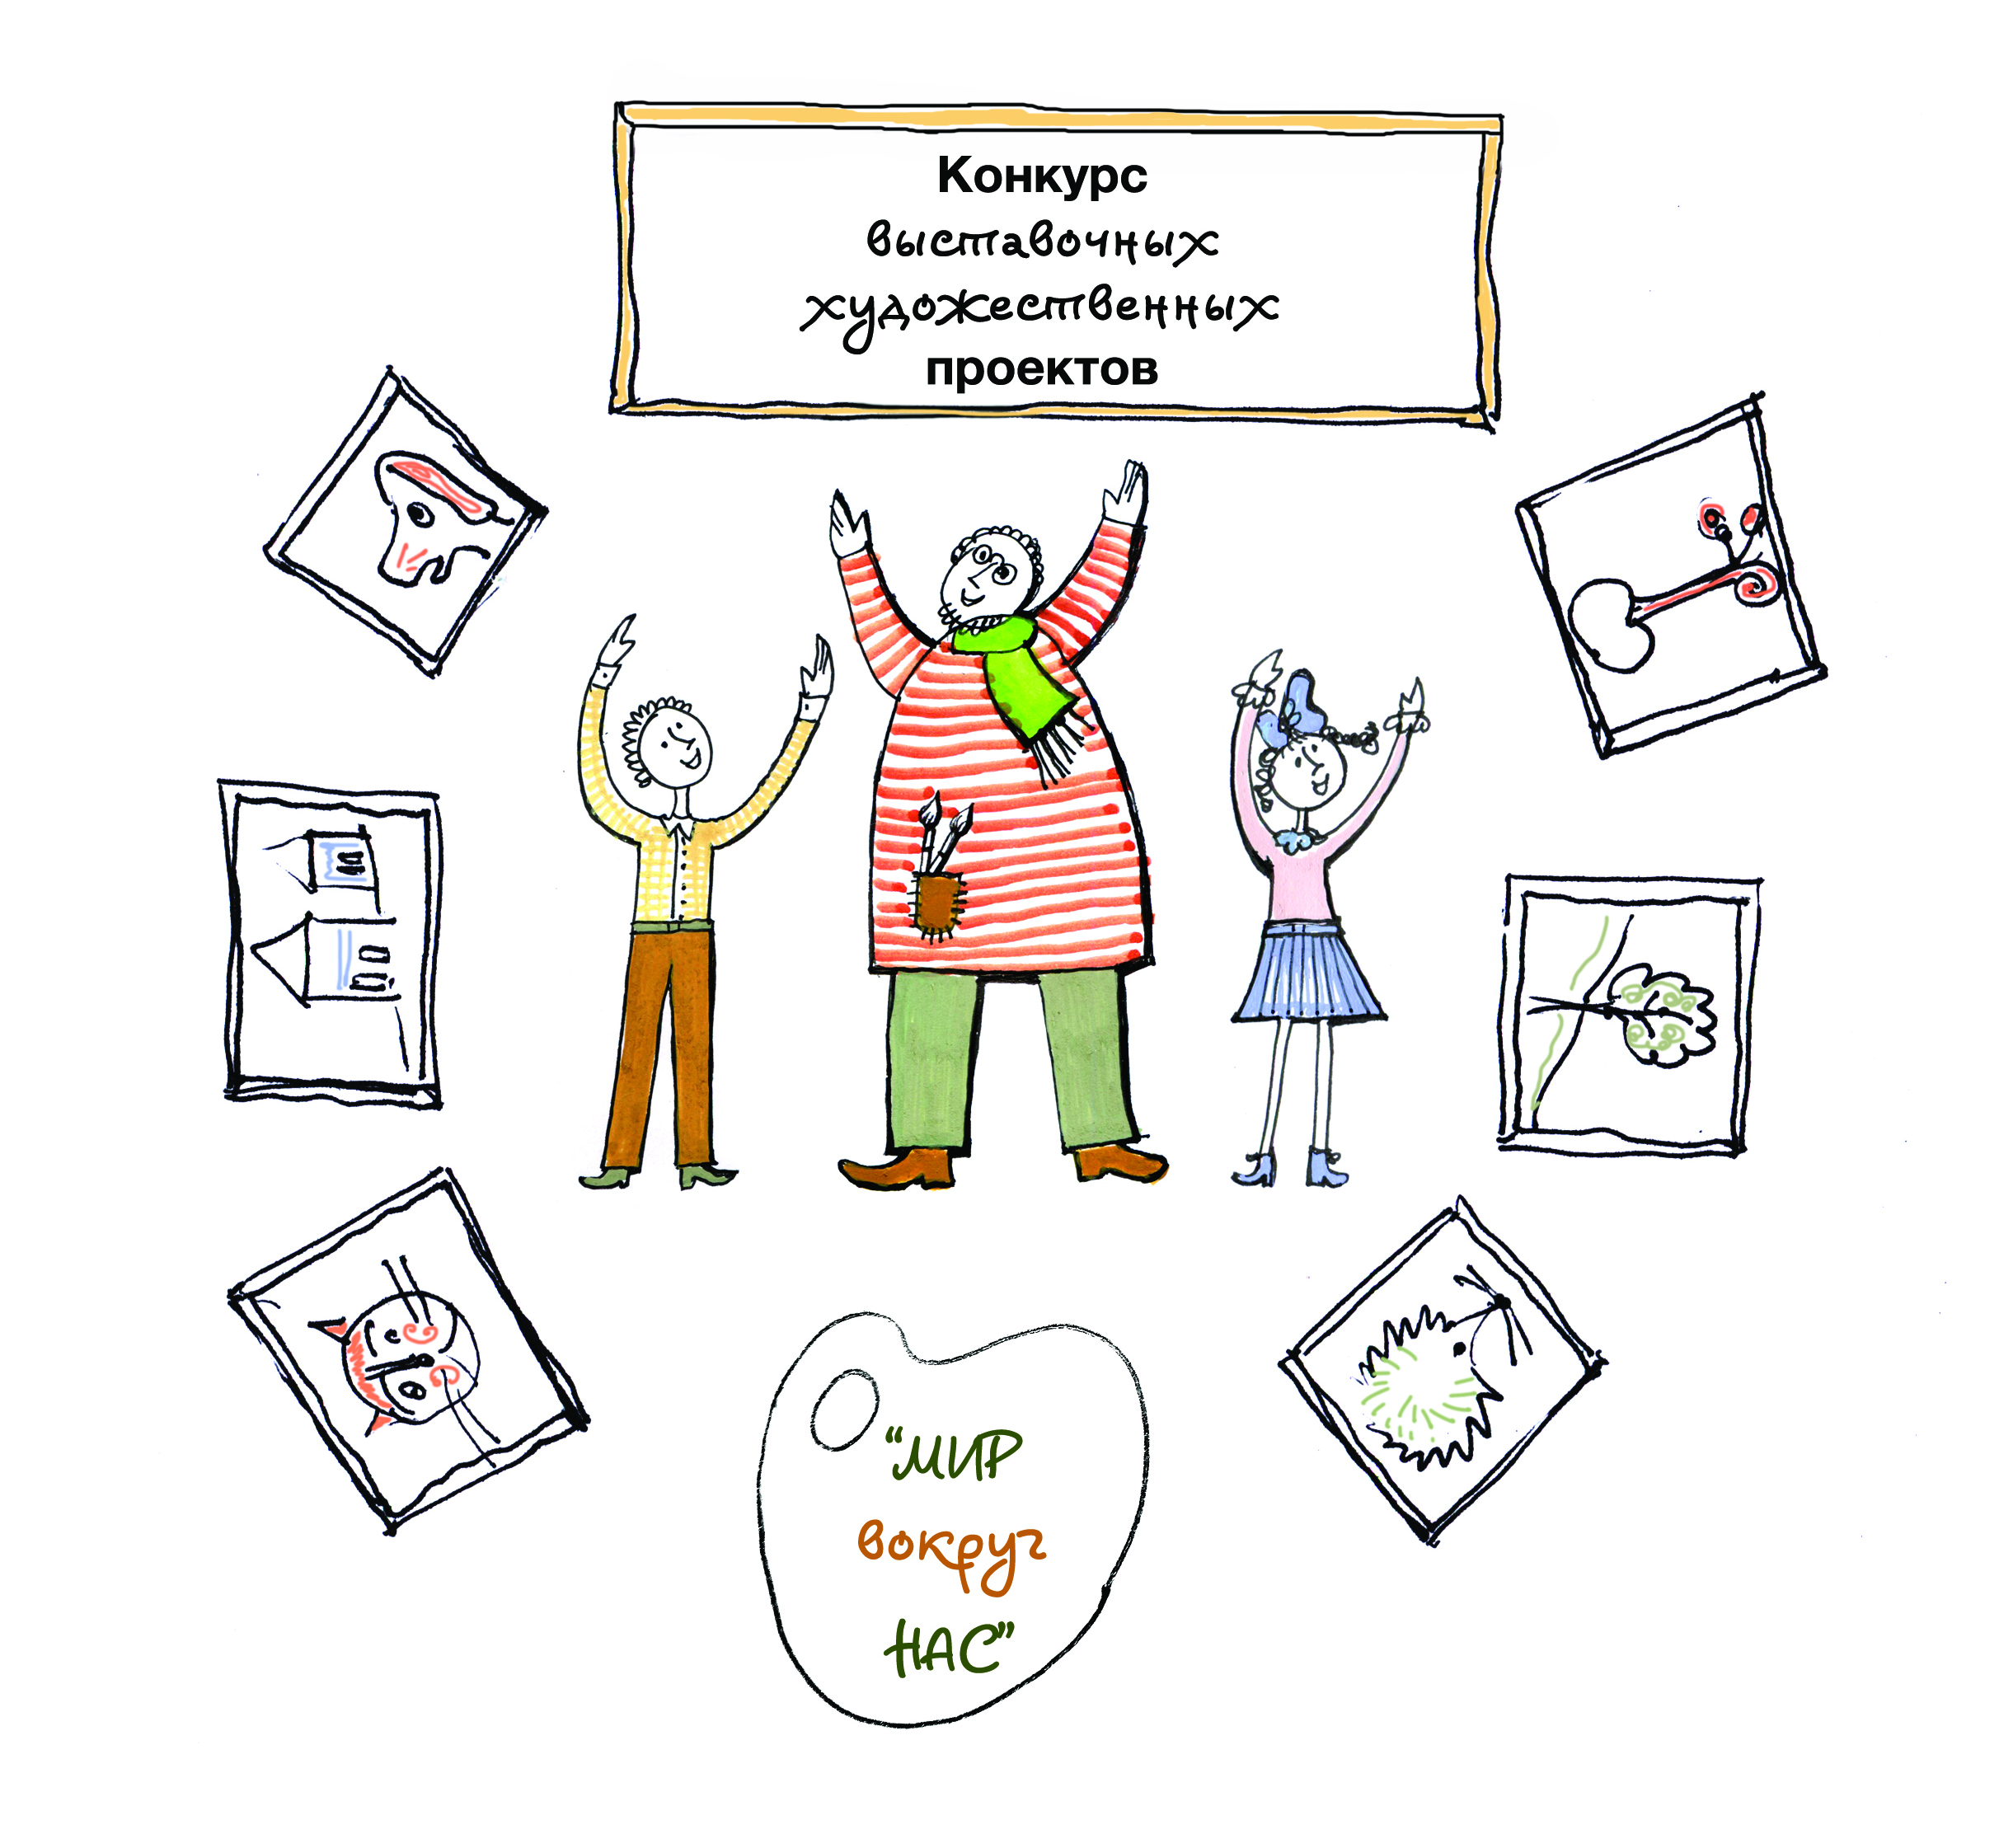 Конкурс
выставочных
художественных
проектов
“МИР
вокруг
НАС”